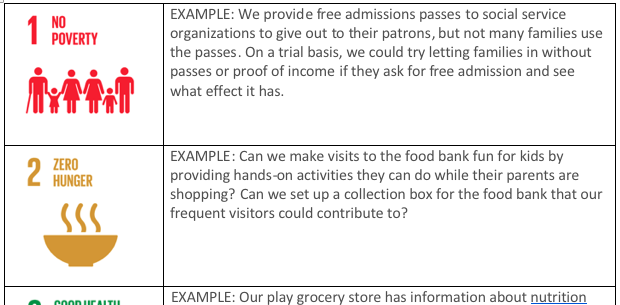 1 NO
POVERTY
EXAMPLE: We provide free admissions passes to social service
organizations to give out to their patrons, but not many families use
the passes. On a trial basis, we could try letting families in without
passes or proof of income if they ask for free admission and see
what effect it has.
2 ZERO
HUNGER
EXAMPLE: Can we make visits to the food bank fun for kids by
providing hands-on activities they can do while their parents are
shopping? Can we set up a collection box for the food bank that our
frequent visitors could contribute to?
3 GOOD HEALTH
EXAMPLE: Our play grocery store has information about nutrition